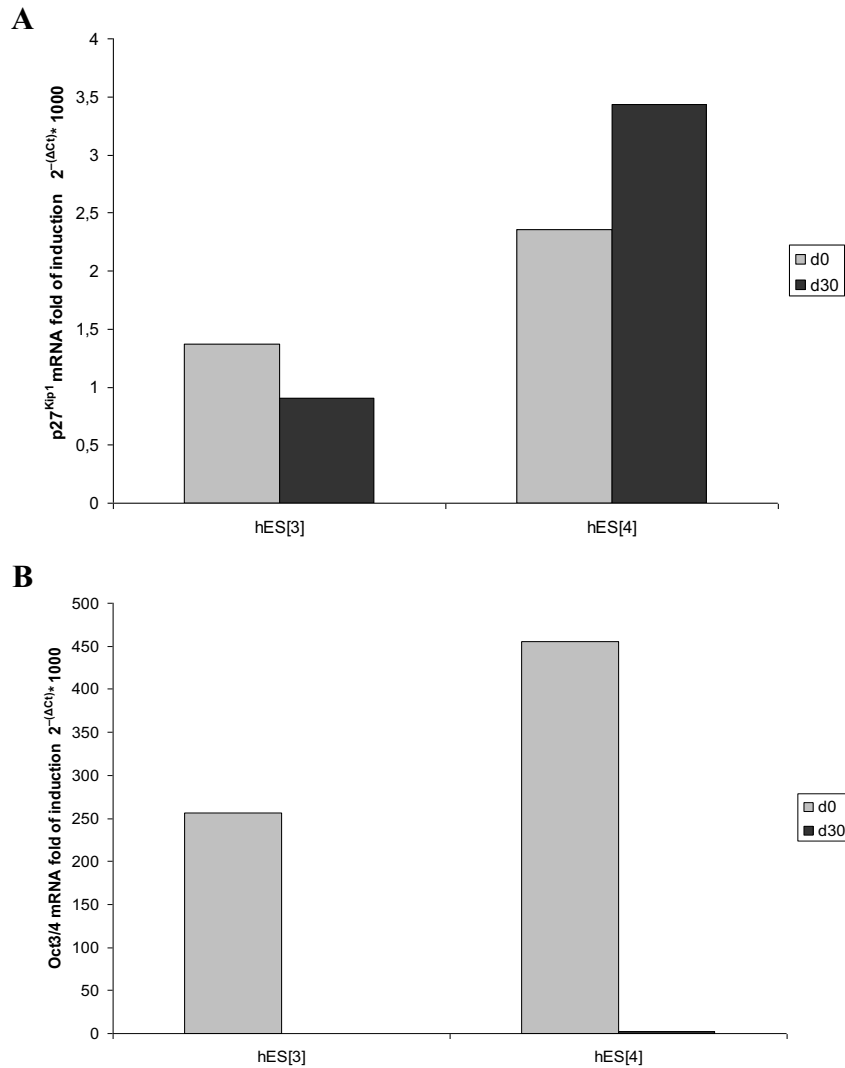 A
4
3,5
3
2,5
2
1,5
1
0,5
0
p27^Kip1 mRNA fold of induction 2^−(ΔCt)* 1000
hES[3]
hES[4]
d0
d30
B
500
450
400
350
300
250
200
150
100
50
0
Oct3/4 mRNA fold of induction 2^−(ΔCt)* 1000
hES[3]
hES[4]
d0
d30